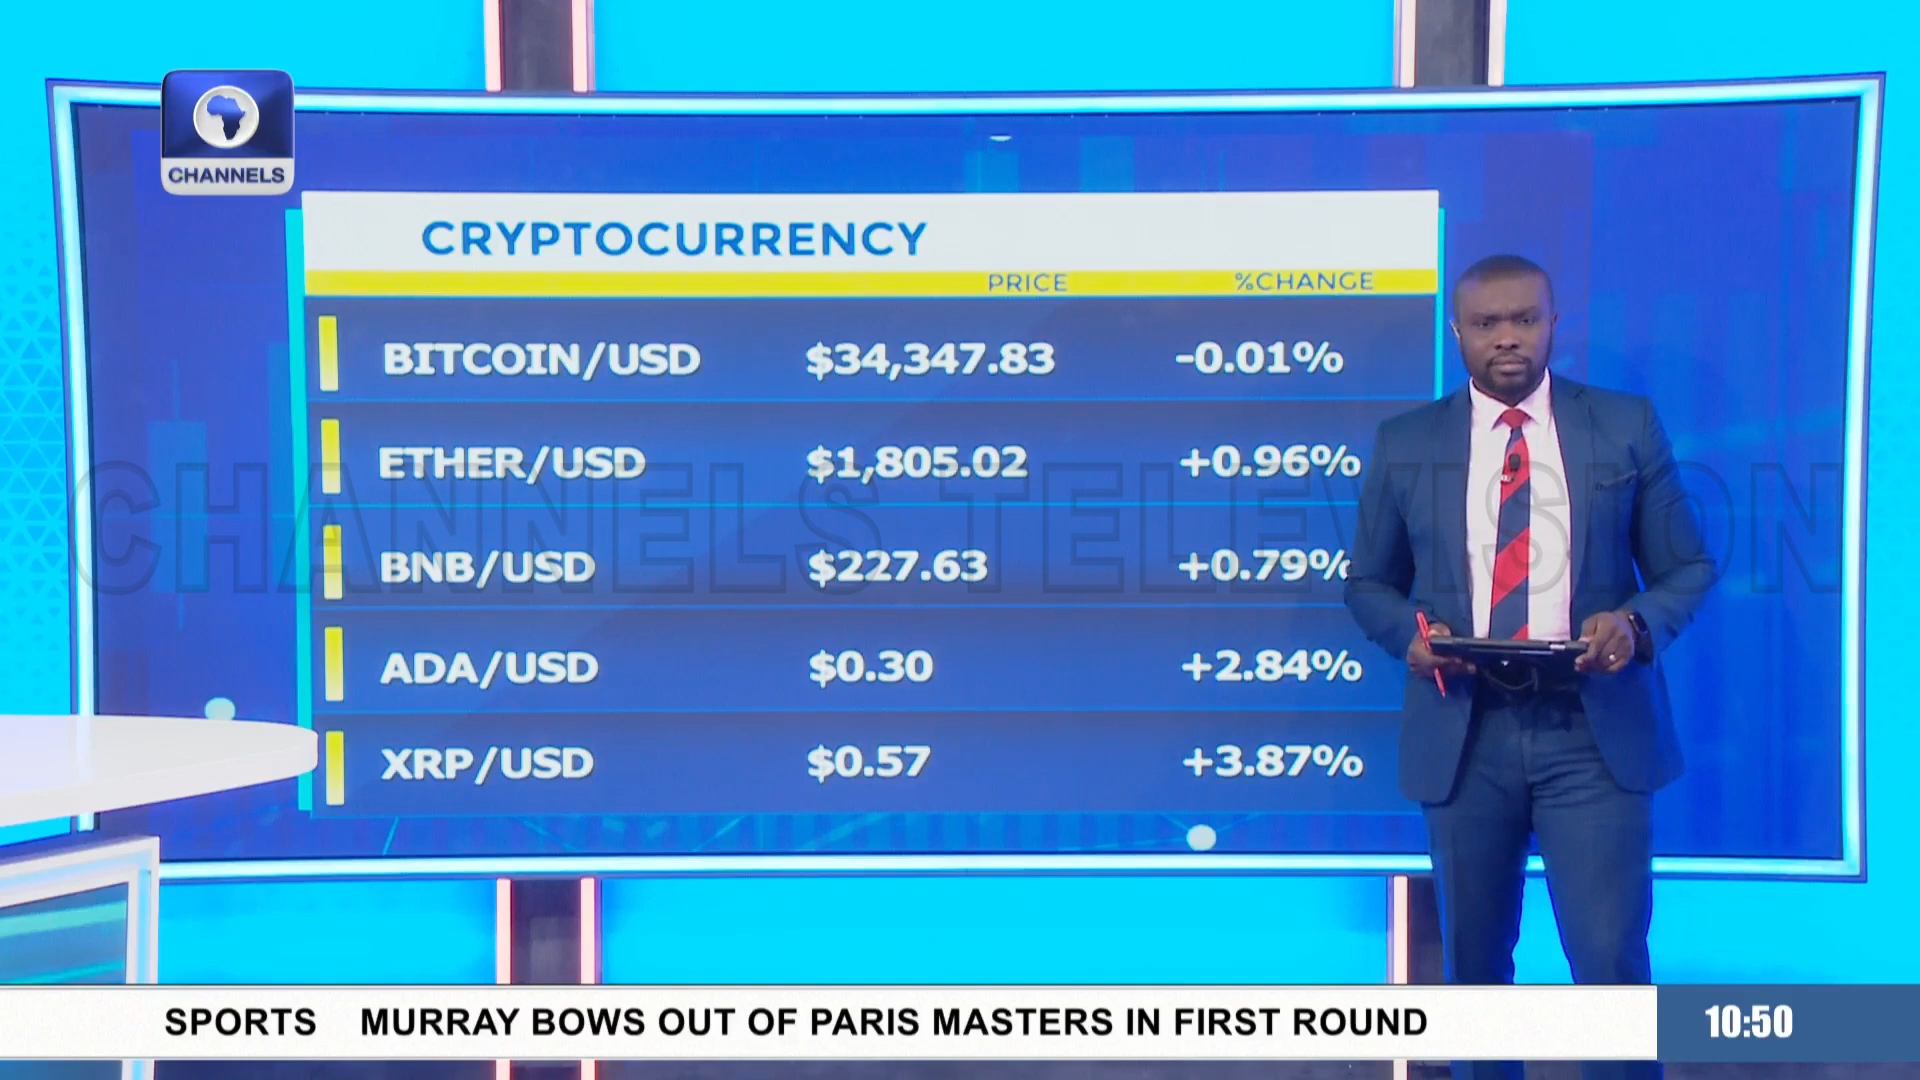 CHANNELS
CRYPTOCURRENCY
PRICE %CHANGE
BITCOIN/USD $34,347.83 -0.01%
ETHER/USD $1,805.02 +0.96%
BNB/USD $227.63 +0.79%
ADA/USD $0.30 +2.84%
XRP/USD $0.57 +3.87%
CHANNELS TELEVISION
SPORTS MURRAY BOWS OUT OF PARIS MASTERS IN FIRST ROUND
10:50